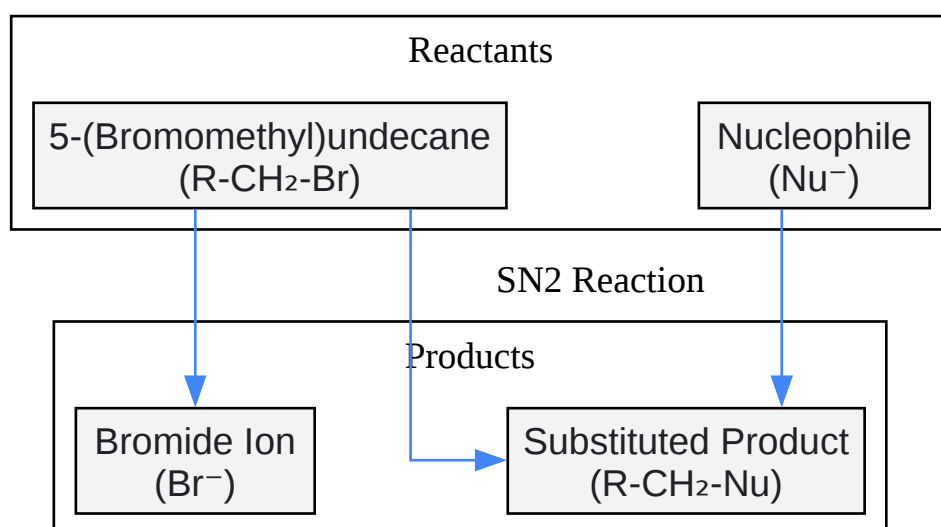 Reactants
5-(Bromomethyl)undecane
(R-CH₂-Br)
Nucleophile
(Nu⁻)
SN2 Reaction
Products
Bromide Ion
(Br⁻)
Substituted Product
(R-CH₂-Nu)